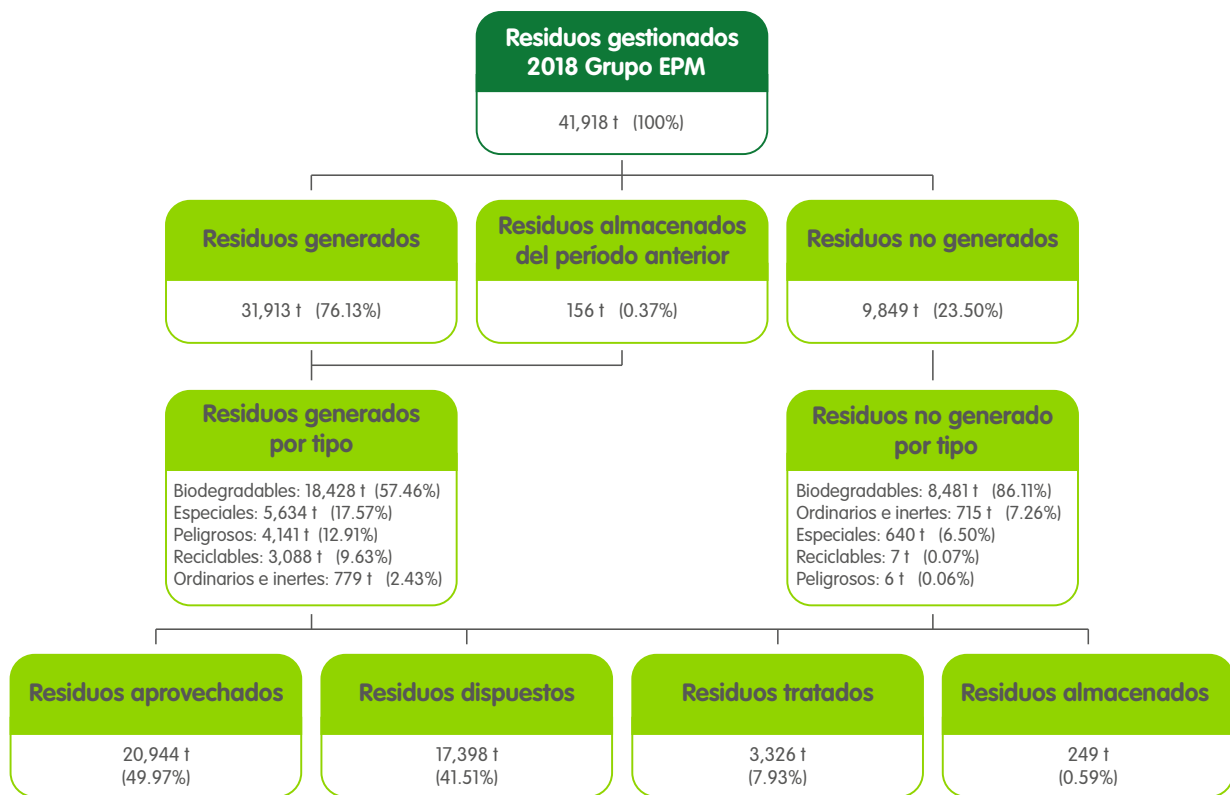 Residuos gestionados
2018 Grupo EPM
41,918 t (100%)
Residuos generados
31,913 t (76.13%)
Residuos almacenados
del período anterior
156 t (0.37%)
Residuos no generados
9,849 t (23.50%)
Residuos generados
por tipo
Biodegradables: 18,428 t (57.46%)
Especiales: 5,634 t (17.57%)
Peligrosos: 4,141 t (12.91%)
Reciclables: 3,088 t (9.63%)
Ordinarios e inertes: 779 t (2.43%)
Residuos no generado
por tipo
Biodegradables: 8,481 t (86.11%)
Ordinarios e inertes: 715 t (7.26%)
Especiales: 640 t (6.50%)
Reciclables: 7 t (0.07%)
Peligrosos: 6 t (0.06%)
Residuos aprovechados
20,944 t
(49.97%)
Residuos dispuestos
17,398 t
(41.51%)
Residuos tratados
3,326 t
(7.93%)
Residuos almacenados
249 t
(0.59%)